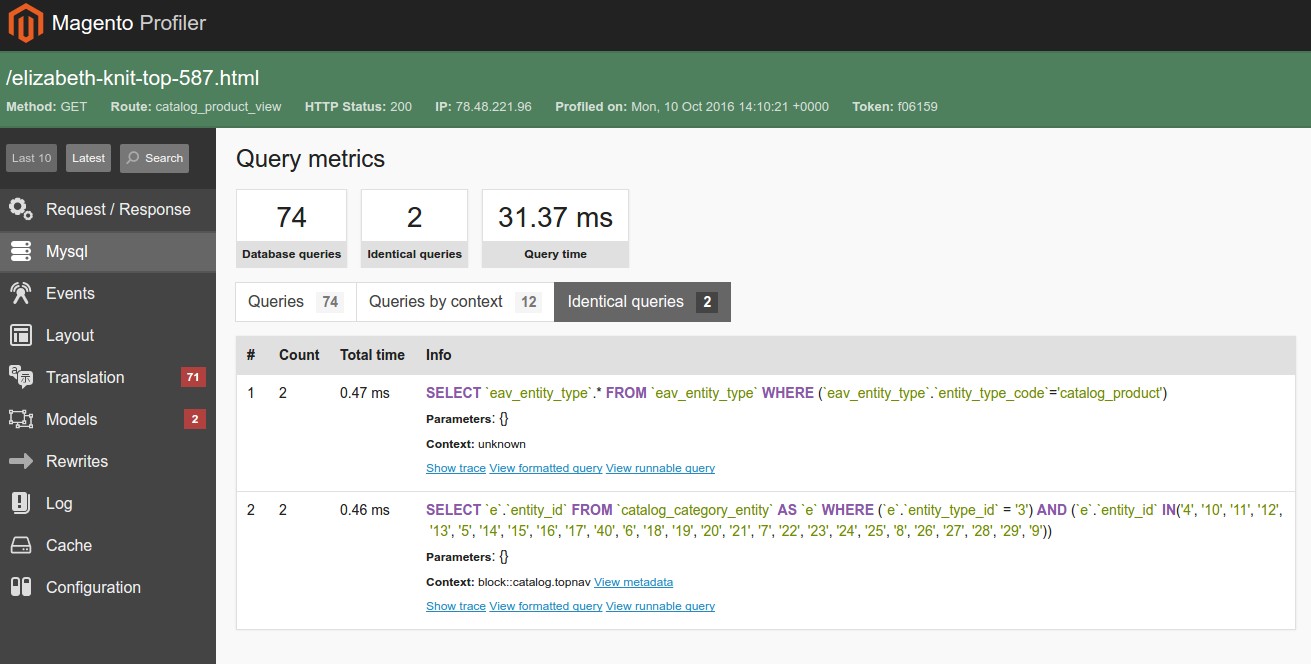 Magento Profiler
/elizabeth-knit-top-587.html
Method: GET Route: catalog_product_view HTTP Status: 200 IP: 78.48.221.96 Profiled on: Mon, 10 Oct 2016 14:10:21 +0000 Token: f06159
Last 10 Latest Search
Request / Response
Mysql
Events
Layout
Translation 71
Models 2
Rewrites
Log
Cache
Configuration
Query metrics
74 2 31.37 ms
Database queries Identical queries Query time
Queries 74 Queries by context 12 Identical queries 2
# Count Total time Info
1 2 0.47 ms SELECT `eav_entity_type`.* FROM `eav_entity_type` WHERE (`eav_entity_type`.`entity_type_code`='catalog_product')
Parameters: {}
Context: unknown
Show trace View formatted query View runnable query
2 2 0.46 ms SELECT `e`.`entity_id` FROM `catalog_category_entity` AS `e` WHERE (`e`.`entity_type_id` = '3') AND (`e`.`entity_id` IN('4', '10', '11', '12',
'13', '5', '14', '15', '16', '17', '40', '6', '18', '19', '20', '21', '7', '22', '23', '24', '25', '8', '26', '27', '28', '29', '9'))
Parameters: {}
Context: block::catalog.topnav View metadata
Show trace View formatted query View runnable query